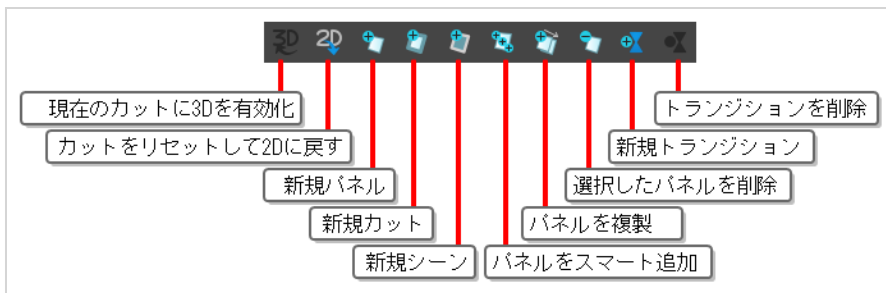 3D
2D
現在のカットに3Dを有効化
トランジションを削除
カットをリセットして2Dに戻す
新規トランジション
新規パネル
選択したパネルを削除
新規カット
パネルを複製
新規シーン
パネルをスマート追加